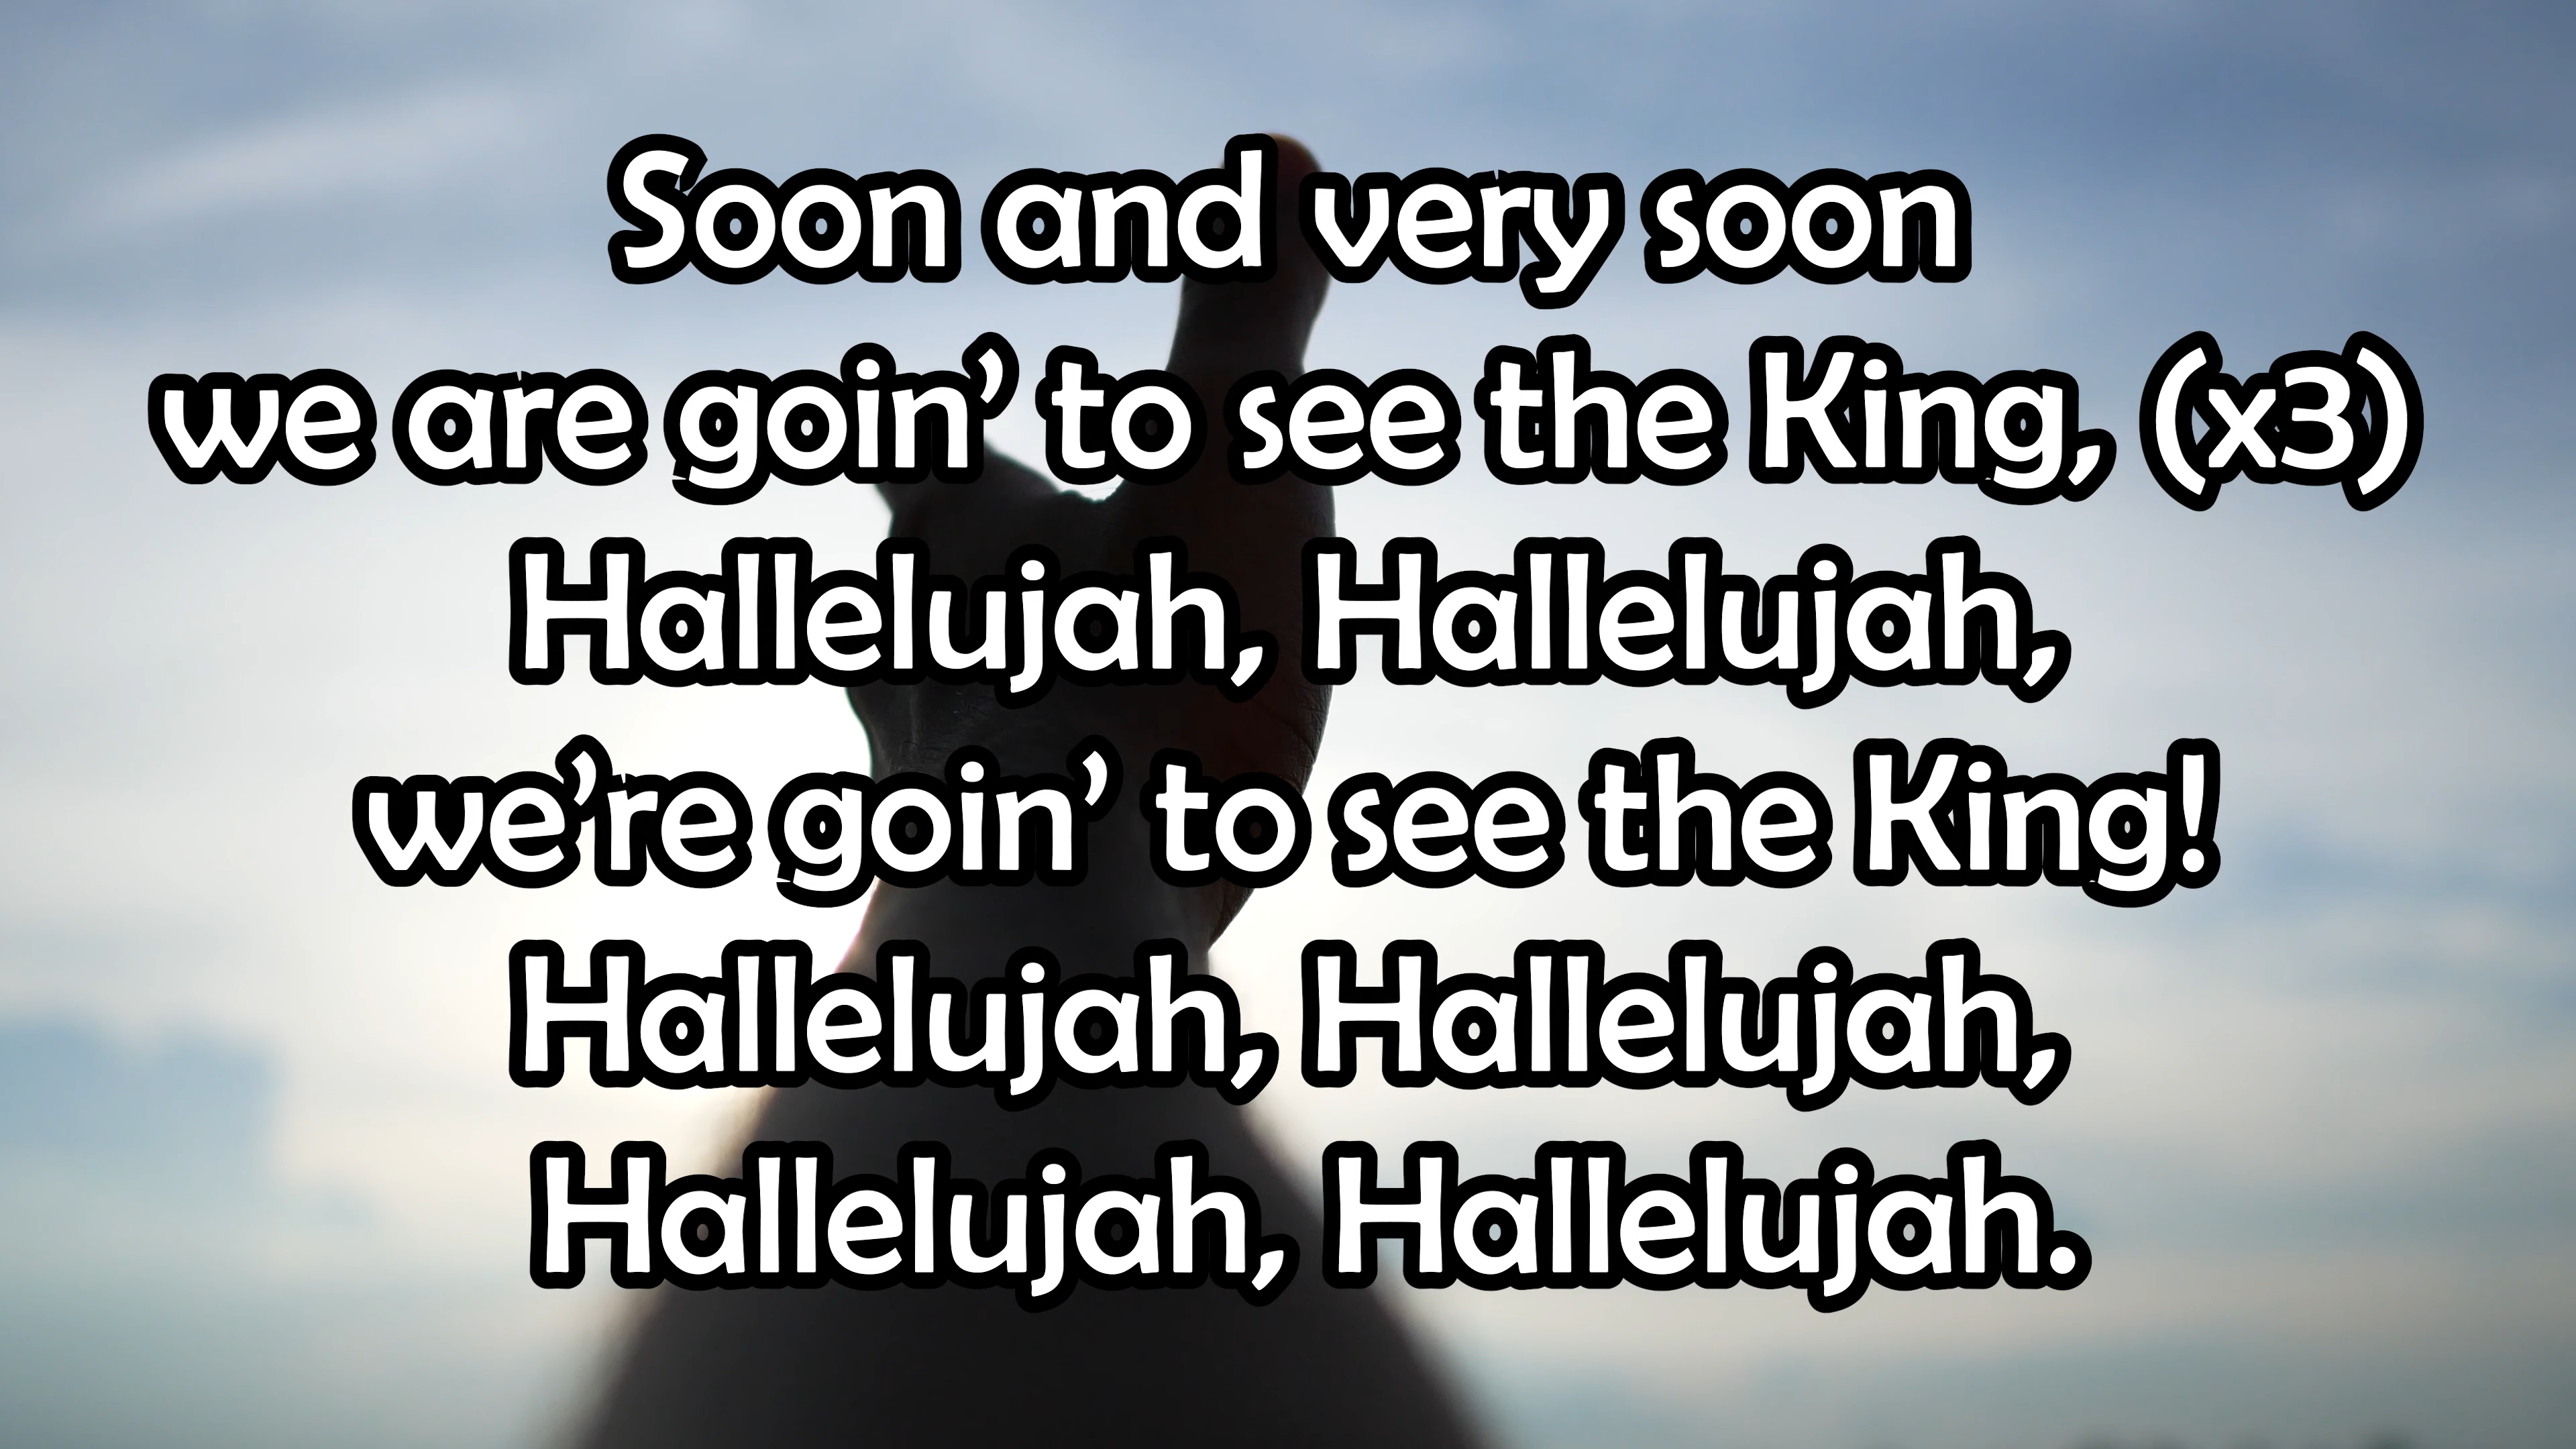 Soon and very soon
we are goin’ to see the King, (x3)
Hallelujah, Hallelujah,
we’re goin’ to see the King!
Hallelujah, Hallelujah,
Hallelujah, Hallelujah.